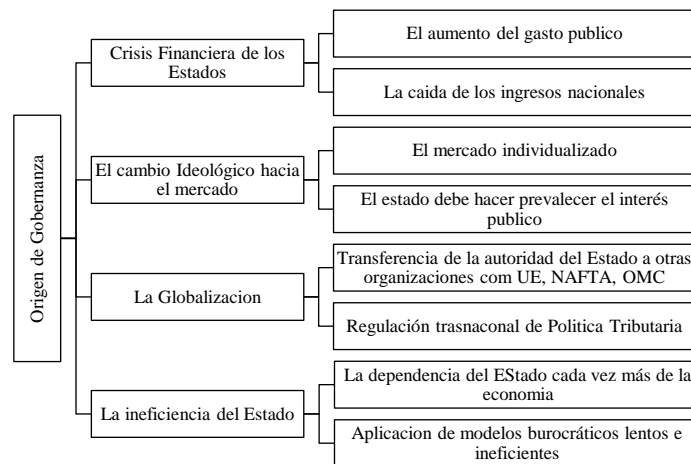 Origen de Gobernanza
Crisis Financiera de los
Estados
El aumento del gasto publico
La caida de los ingresos nacionales
El cambio Ideológico hacia
el mercado
El mercado individualizado
El estado debe hacer prevalecer el interés
publico
La Globalizacion
Transferencia de la autoridad del Estado a otras
organizaciones com UE, NAFTA, OMC
Regulación trasnaconal de Politica Tributaria
La ineficiencia del Estado
La dependencia del EStado cada vez más de la
economia
Aplicacion de modelos burocráticos lentos e
ineficientes